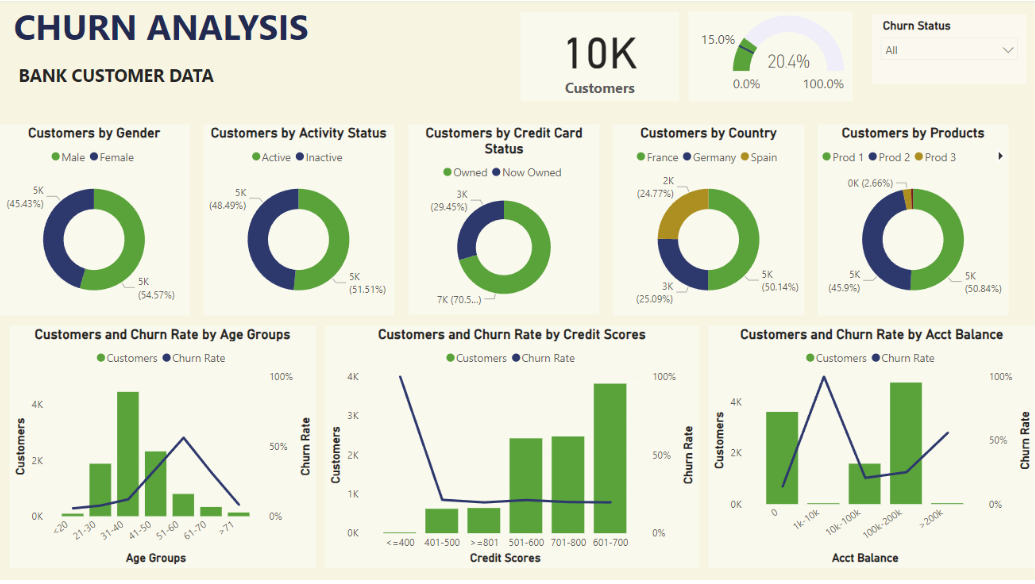 CHURN ANALYSIS
BANK CUSTOMER DATA
10K
Customers
15.0%
20.4%
0.0%
100.0%
Churn Status
All
Customers by Gender
Male
Female
5K
(45.43%)
5K
(54.57%)
Customers by Activity Status
Active
Inactive
5K
(48.49%)
5K
(51.51%)
Customers by Credit Card
Status
Owned
Now Owned
3K
(29.45%)
7K (70.5...)
Customers by Country
France
Germany
Spain
2K
(24.77%)
3K
(25.09%)
5K
(50.14%)
Customers by Products
Prod 1
Prod 2
Prod 3
0K (2.66%)
5K
(45.9%)
5K
(50.84%)
Customers and Churn Rate by Age Groups
Customers
Churn Rate
4K
2K
0K
Customers
100%
50%
0%
Churn Rate
<20
21-30
31-40
41-50
51-60
61-70
>71
Age Groups
Customers and Churn Rate by Credit Scores
Customers
Churn Rate
4K
3K
2K
1K
0K
Customers
100%
50%
0%
Churn Rate
<=400
401-500
>=801
501-600
701-800
601-700
Credit Scores
Customers and Churn Rate by Acct Balance
Customers
Churn Rate
4K
2K
0K
Customers
100%
50%
0%
Churn Rate
0
1k-10k
10k-100k
100k-200k
>200k
Acct Balance